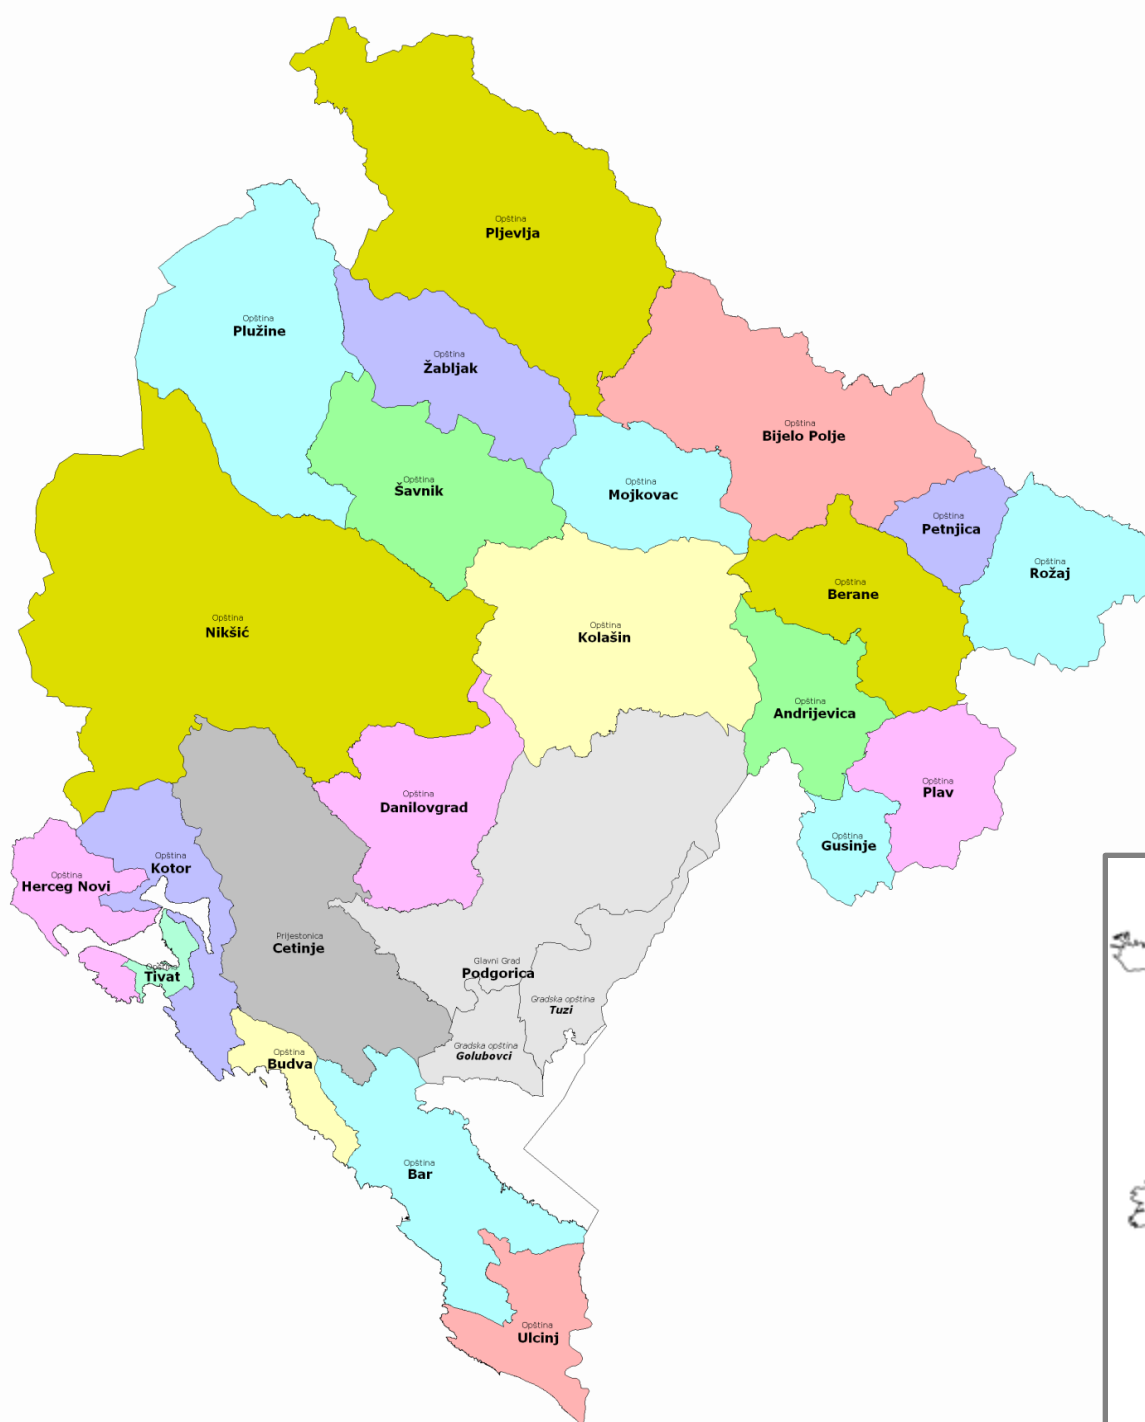 Opština
Pljevlja
Opština
Plužine
Opština
Žabljak
Opština
Bijelo Polje
Opština
Šavnik
Opština
Mojkovac
Opština
Petnjica
Opština
Rožaj
Opština
Berane
Opština
Nikšić
Opština
Kolašin
Opština
Andrijevica
Opština
Danilovgrad
Opština
Plav
Opština
Gusinje
Opština
Kotor
Opština
Herceg Novi
Prijestonica
Cetinje
Glavni Grad
Podgorica
Opština
Tivat
Gradska opština
Tuzi
Gradska opština
Golubovci
Opština
Budva
Opština
Bar
Opština
Ulcinj